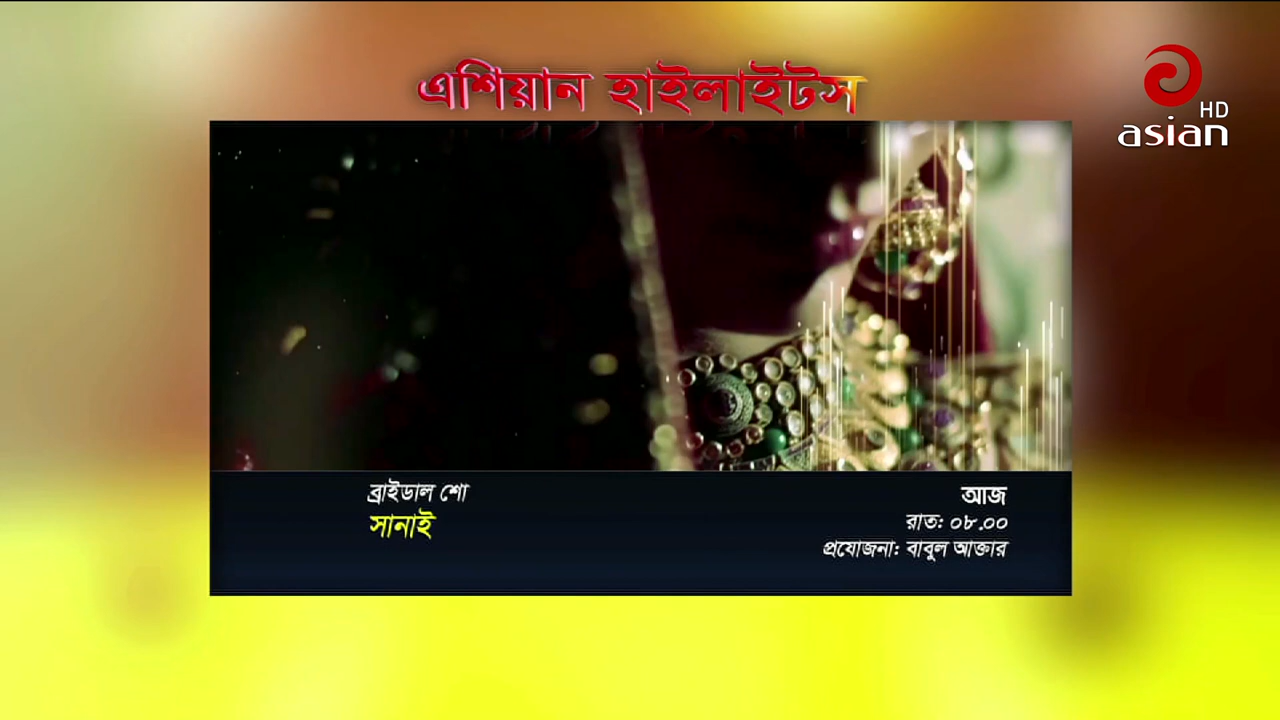 এশিয়ান হাইলাইটস
HD
asian
ব্রাইডাল শো
সানাই
আজ
রাত: ০৮.০০
প্রযোজনা: বাবুল আক্তার